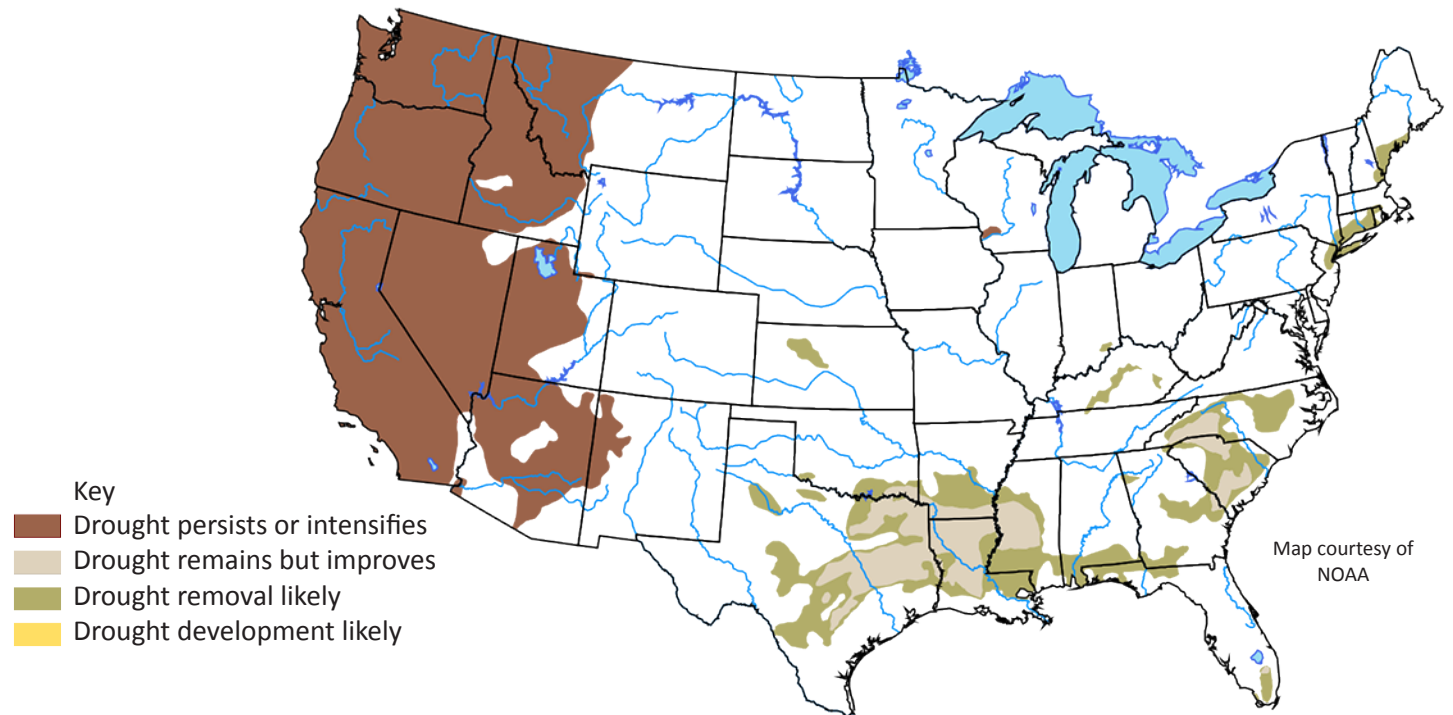 Key
Drought persists or intensifies
Drought remains but improves
Drought removal likely
Drought development likely
Map courtesy of
NOAA